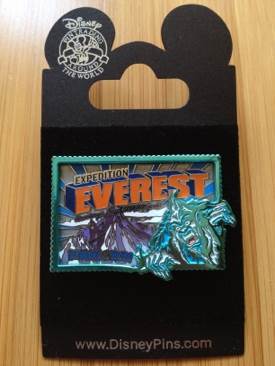 Disney
PIN TRADING
AROUND
THE WORLD
EXPEDITION
EVEREST
www.DisneyPins.com